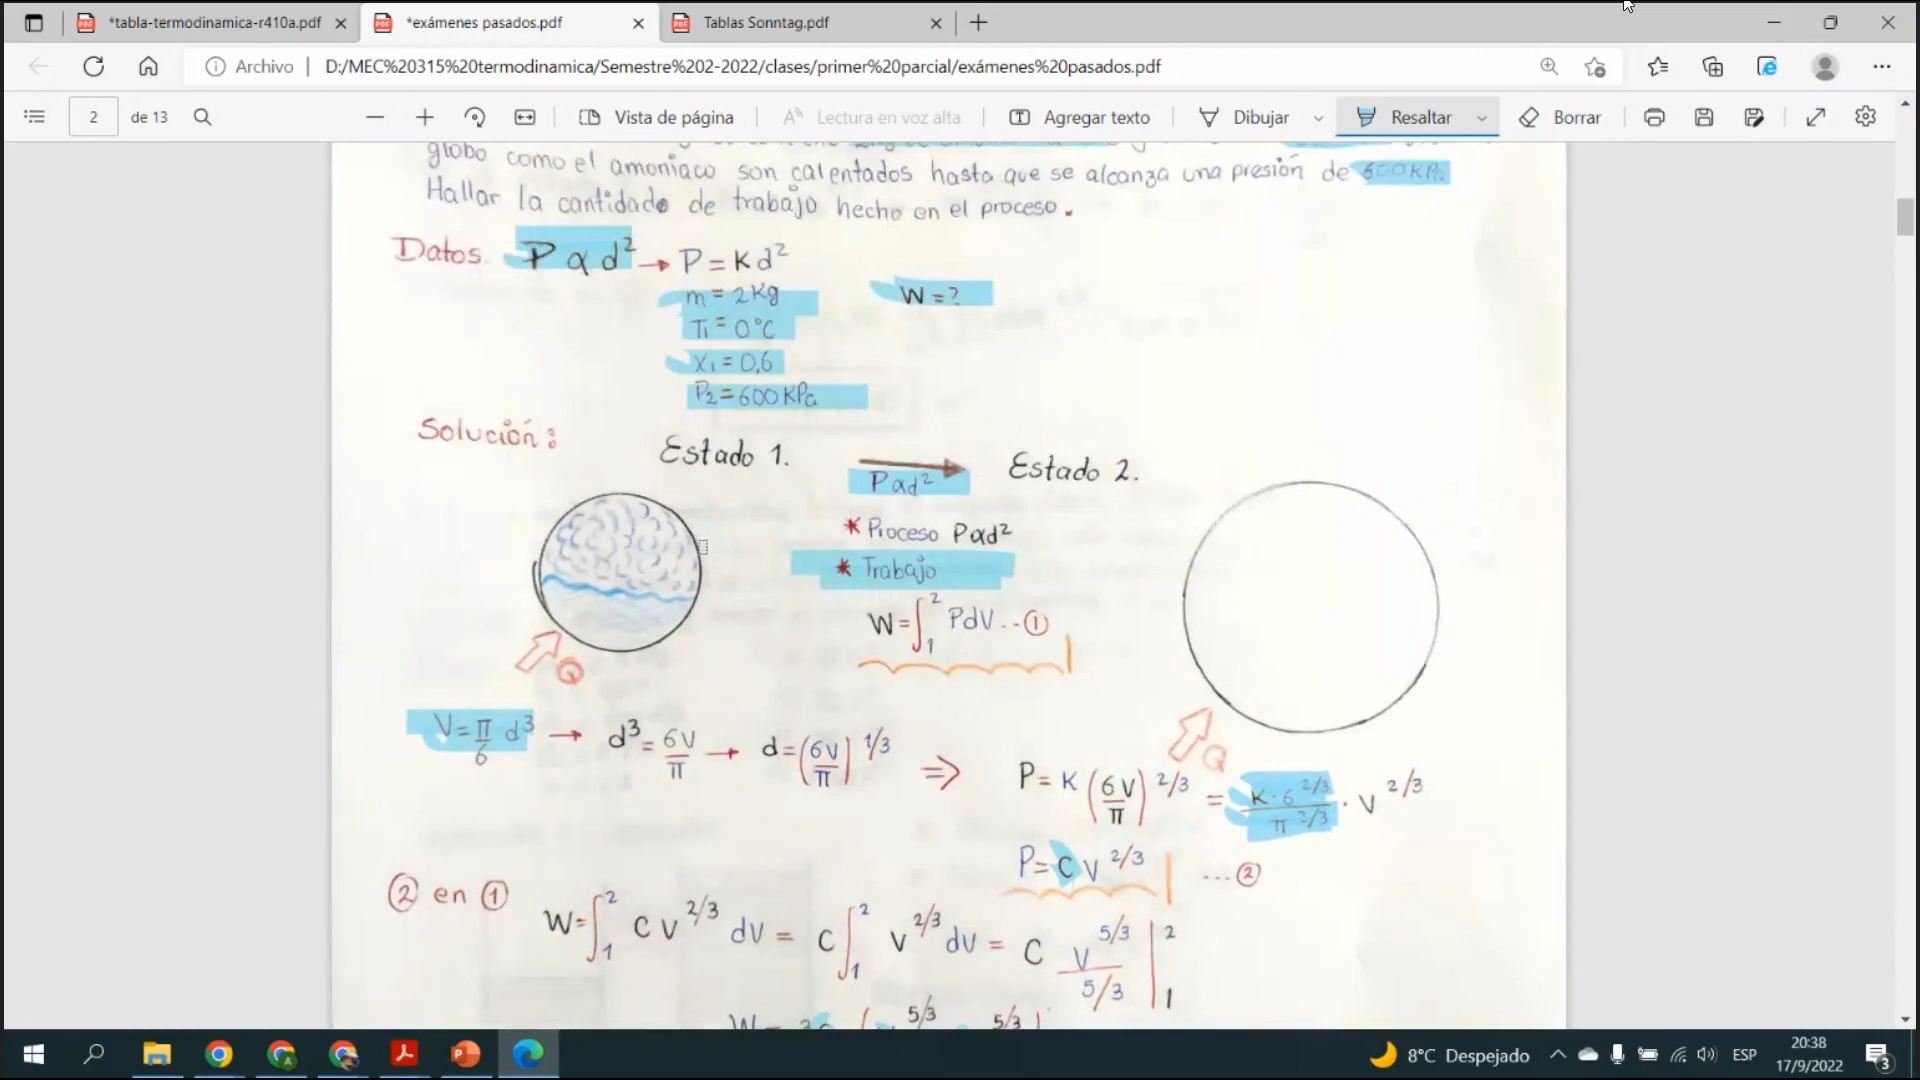 *tabla-termodinamica-r410a.pdf
*exámenes pasados.pdf
Tablas Sonntag.pdf
Archivo
D:/MEC%20315%20termodinamica/Semestre%202-2022/clases/primer%20parcial/exámenes%20pasados.pdf
2 de 13
Vista de página
Lectura en voz alta
Agregar texto
Dibujar
Resaltar
Borrar
globo como el amoniaco son calentados hasta que se alcanza una presión de 600 KPa
Hallar la cantidad de trabajo hecho en el proceso.
Datos. P α d² → P = K d²
m = 2 Kg
W = ?
T₁ = 0°C
X₁ = 0,6
P₂ = 600 KPa
Solución:
Estado 1.
Estado 2.
P α d²
* Proceso P α d²
* Trabajo
W = ∫₁² P dV ... ①
Q
Q
V = π/6 d³ → d³ = 6V/π → d = (6V/π)^1/3 ⇒ P = K (6V/π)^2/3 = K · 6^2/3 / π^2/3 · V^2/3
P = C V^2/3 ... ②
② en ① W = ∫₁² C V^2/3 dV = C ∫₁² V^2/3 dV = C V^5/3 / 5/3 |₁²
8°C Despejado
ESP
20:38
17/9/2022
3